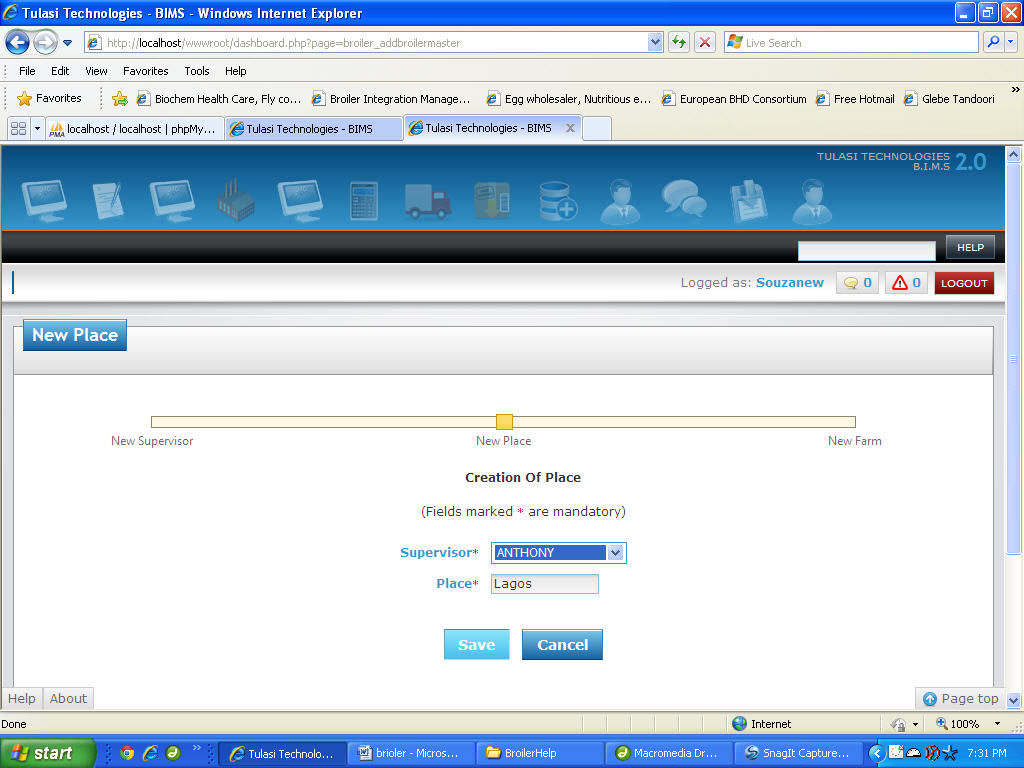 Tulasi Technologies - BIMS - Windows Internet Explorer
http://localhost/wwwroot/dashboard.php?page=broiler_addbroilermaster
Live Search
File Edit View Favorites Tools Help
Favorites Biochem Health Care, Fly co... Broiler Integration Manage... Egg wholesaler, Nutritious e... European BHD Consortium Free Hotmail Glebe Tandoori »
PMA localhost / localhost | phpMy... Tulasi Technologies - BIMS Tulasi Technologies - BIMS X
TULASI TECHNOLOGIES
B.I.M.S 2.0
HELP
Logged as: Souzanew 0 0 LOGOUT
New Place
New Supervisor New Place New Farm
Creation Of Place
(Fields marked * are mandatory)
Supervisor* ANTHONY
Place* Lagos
Save Cancel
Help About Page top
Done Internet 100%
start » Tulasi Technolo... brioler - Micros... BroilerHelp Macromedia Dr... SnagIt Capture... 7:31 PM